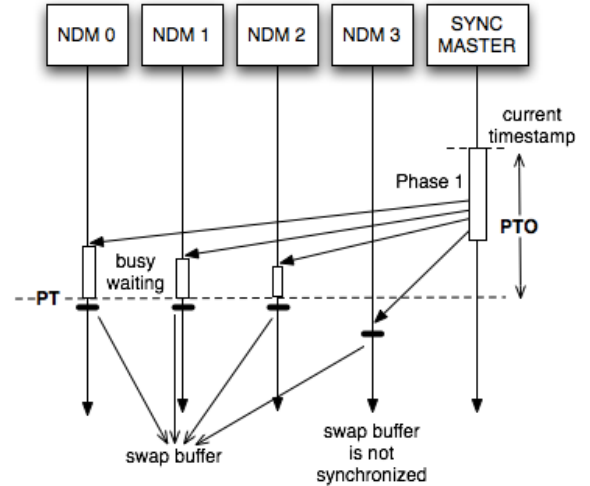 NDM 0
NDM 1
NDM 2
NDM 3
SYNC
MASTER
current
timestamp
Phase 1
PTO
busy
waiting
PT
swap buffer
swap buffer
is not
synchronized